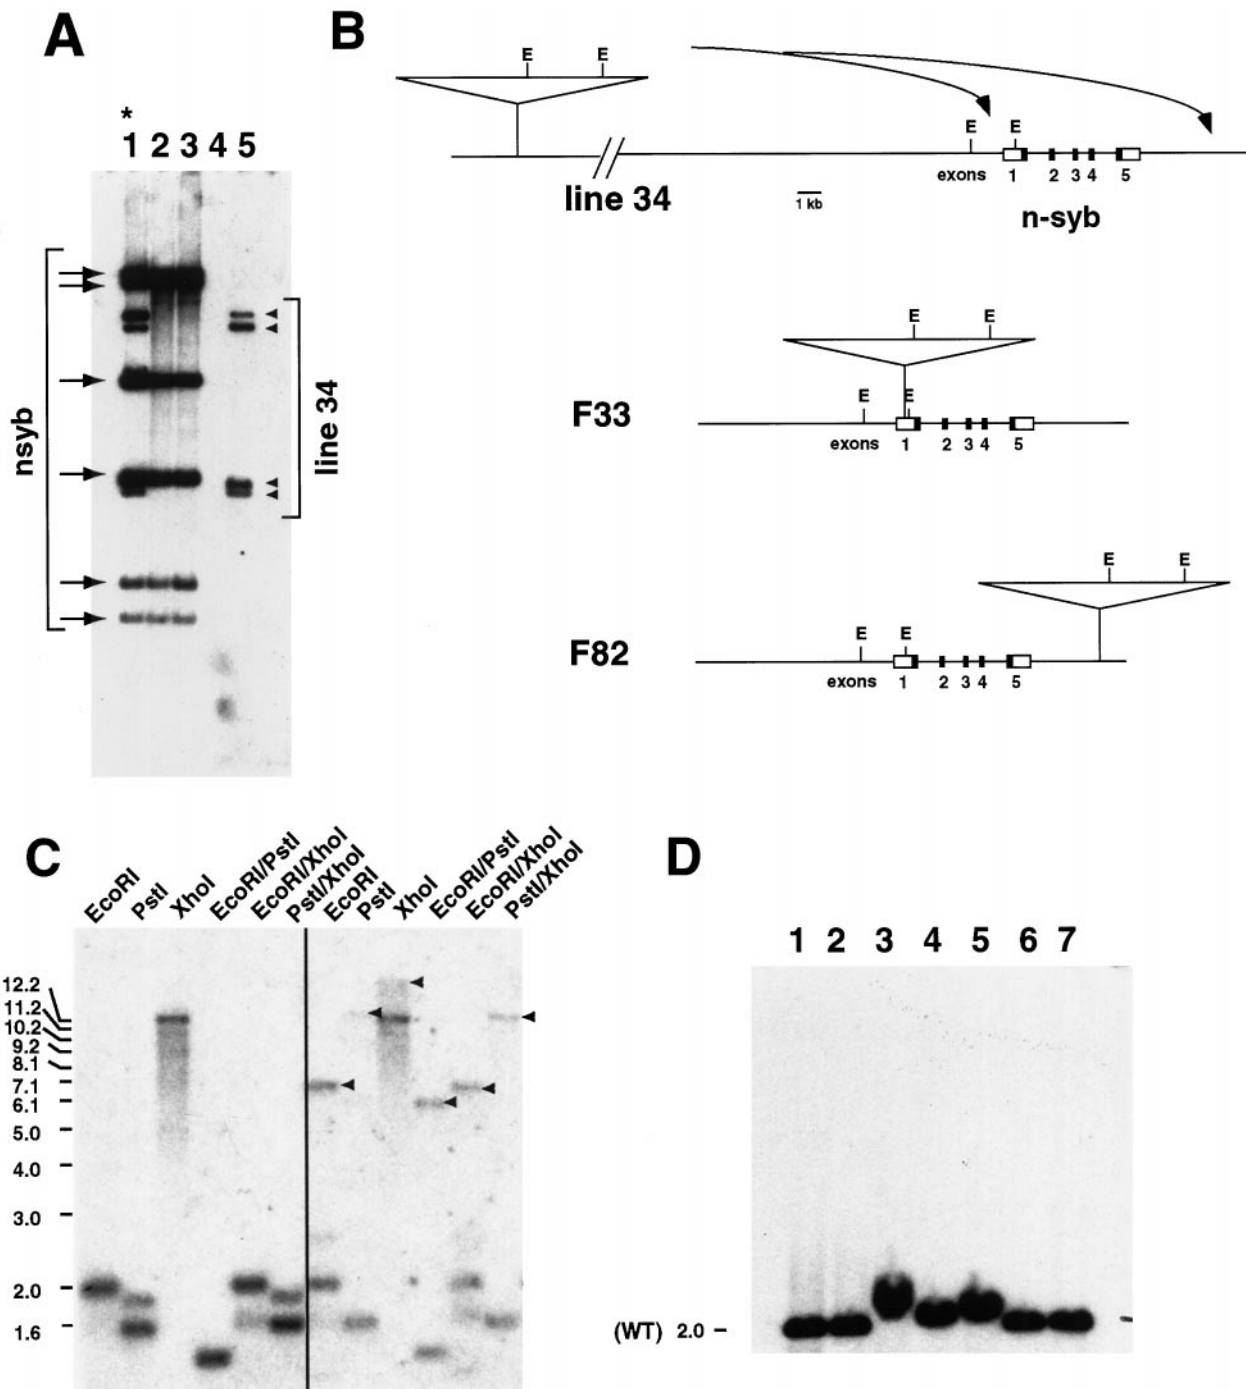 A
*
1 2 3 4 5
nsyb
line 34
B
E E
E E
exons 1 2 3 4 5
line 34
1 kb
n-syb
E E
E E
F33
exons 1 2 3 4 5
E E
E E
F82
exons 1 2 3 4 5
C
EcoRI
PstI
XhoI
EcoRI/PstI
EcoRI/XhoI
PstI/XhoI
EcoRI
PstI
XhoI
EcoRI/PstI
EcoRI/XhoI
PstI/XhoI
12.2
11.2
10.2
9.2
8.1
7.1
6.1
5.0
4.0
3.0
2.0
1.6
D
1 2 3 4 5 6 7
(WT) 2.0